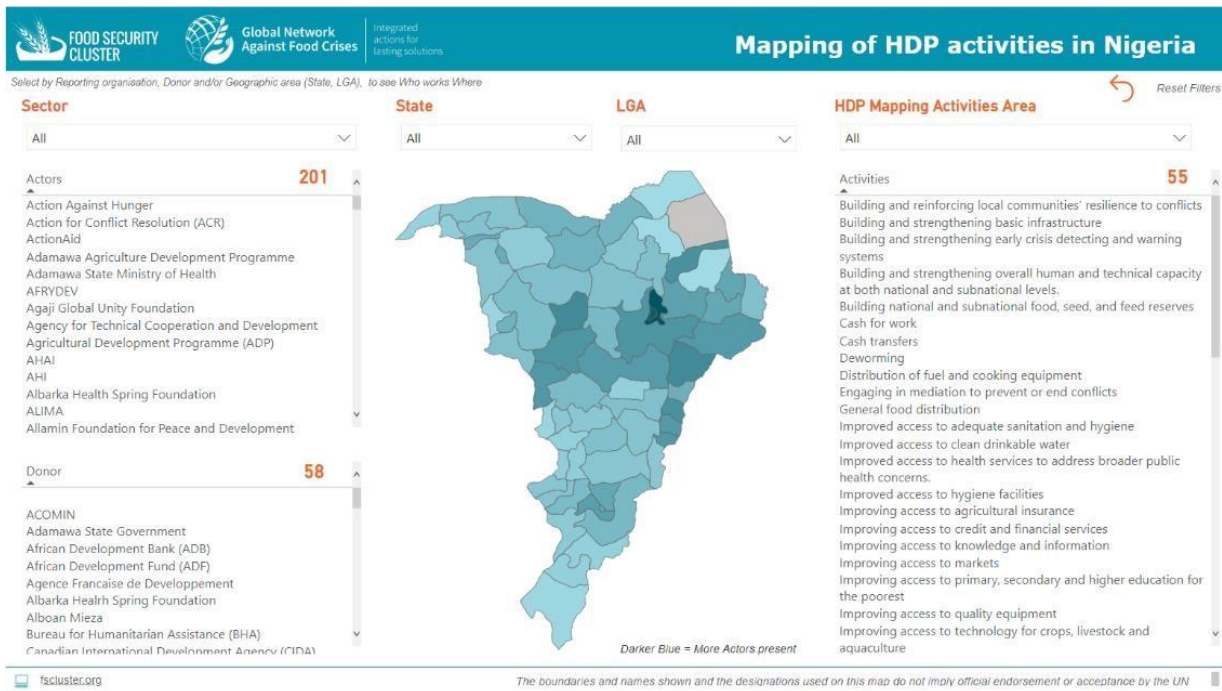 FOOD SECURITY
CLUSTER
Global Network
Against Food Crises
Integrated
actions for
lasting solutions
Mapping of HDP activities in Nigeria
Select by Reporting organisation, Donor and/or Geographic area (State, LGA), to see Who works Where
Reset Filters
Sector
All
State
All
LGA
All
HDP Mapping Activities Area
All
Actors 201
Action Against Hunger
Action for Conflict Resolution (ACR)
ActionAid
Adamawa Agriculture Development Programme
Adamawa State Ministry of Health
AFRYDEV
Agaji Global Unity Foundation
Agency for Technical Cooperation and Development
Agricultural Development Programme (ADP)
AHAI
AHI
Albarka Health Spring Foundation
ALIMA
Allamin Foundation for Peace and Development
Donor 58
ACOMIN
Adamawa State Government
African Development Bank (ADB)
African Development Fund (ADF)
Agence Francaise de Developpement
Albarka Healrh Spring Foundation
Alboan Mieza
Bureau for Humanitarian Assistance (BHA)
Canadian International Development Agency (CIDA)
Darker Blue = More Actors present
Activities 55
Building and reinforcing local communities' resilience to conflicts
Building and strengthening basic infrastructure
Building and strengthening early crisis detecting and warning
systems
Building and strengthening overall human and technical capacity
at both national and subnational levels.
Building national and subnational food, seed, and feed reserves
Cash for work
Cash transfers
Deworming
Distribution of fuel and cooking equipment
Engaging in mediation to prevent or end conflicts
General food distribution
Improved access to adequate sanitation and hygiene
Improved access to clean drinkable water
Improved access to health services to address broader public
health concerns.
Improved access to hygiene facilities
Improving access to agricultural insurance
Improving access to credit and financial services
Improving access to knowledge and information
Improving access to markets
Improving access to primary, secondary and higher education for
the poorest
Improving access to quality equipment
Improving access to technology for crops, livestock and
aquaculture
fscluster.org
The boundaries and names shown and the designations used on this map do not imply official endorsement or acceptance by the UN